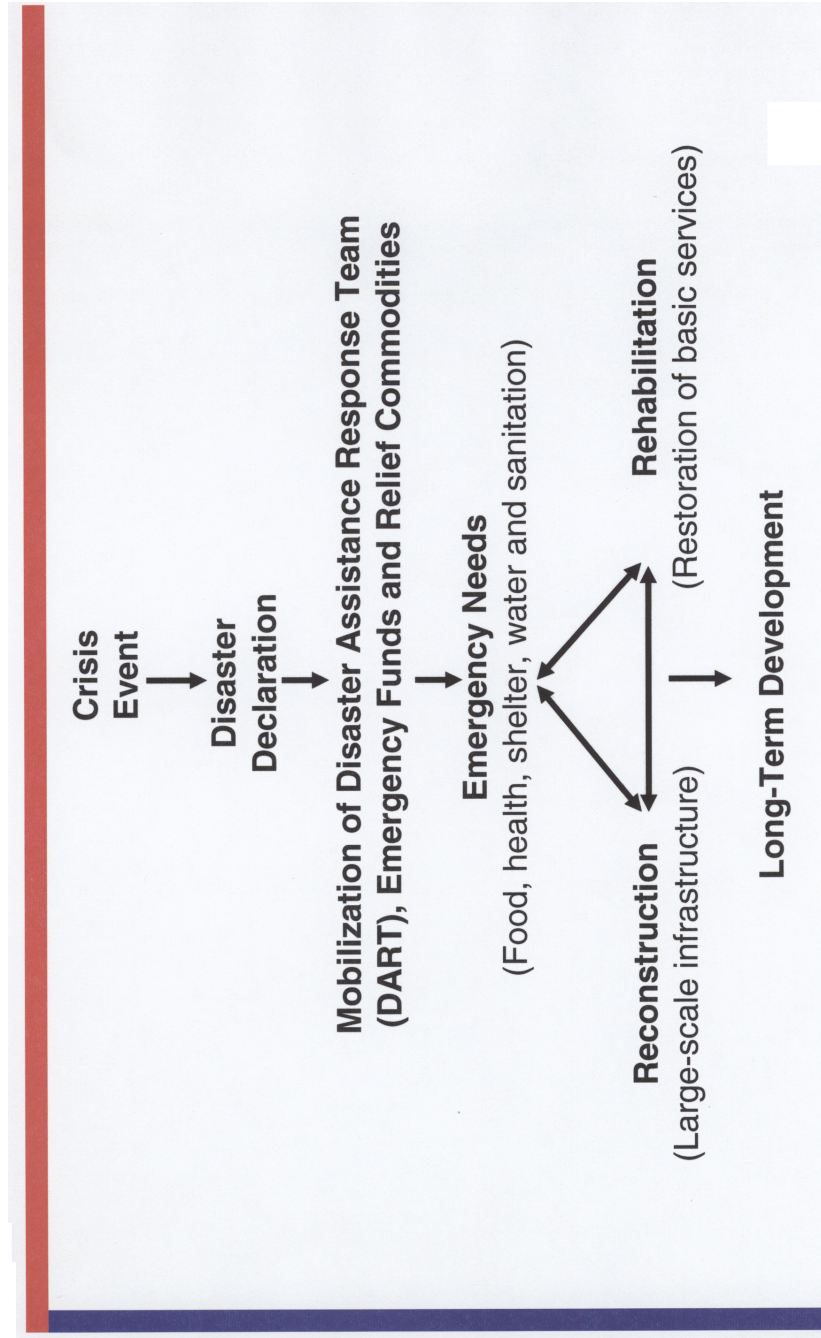 Crisis
Event
Disaster
Declaration
Mobilization of Disaster Assistance Response Team
(DART), Emergency Funds and Relief Commodities
Emergency Needs
(Food, health, shelter, water and sanitation)
Reconstruction
(Large-scale infrastructure)
Rehabilitation
(Restoration of basic services)
Long-Term Development